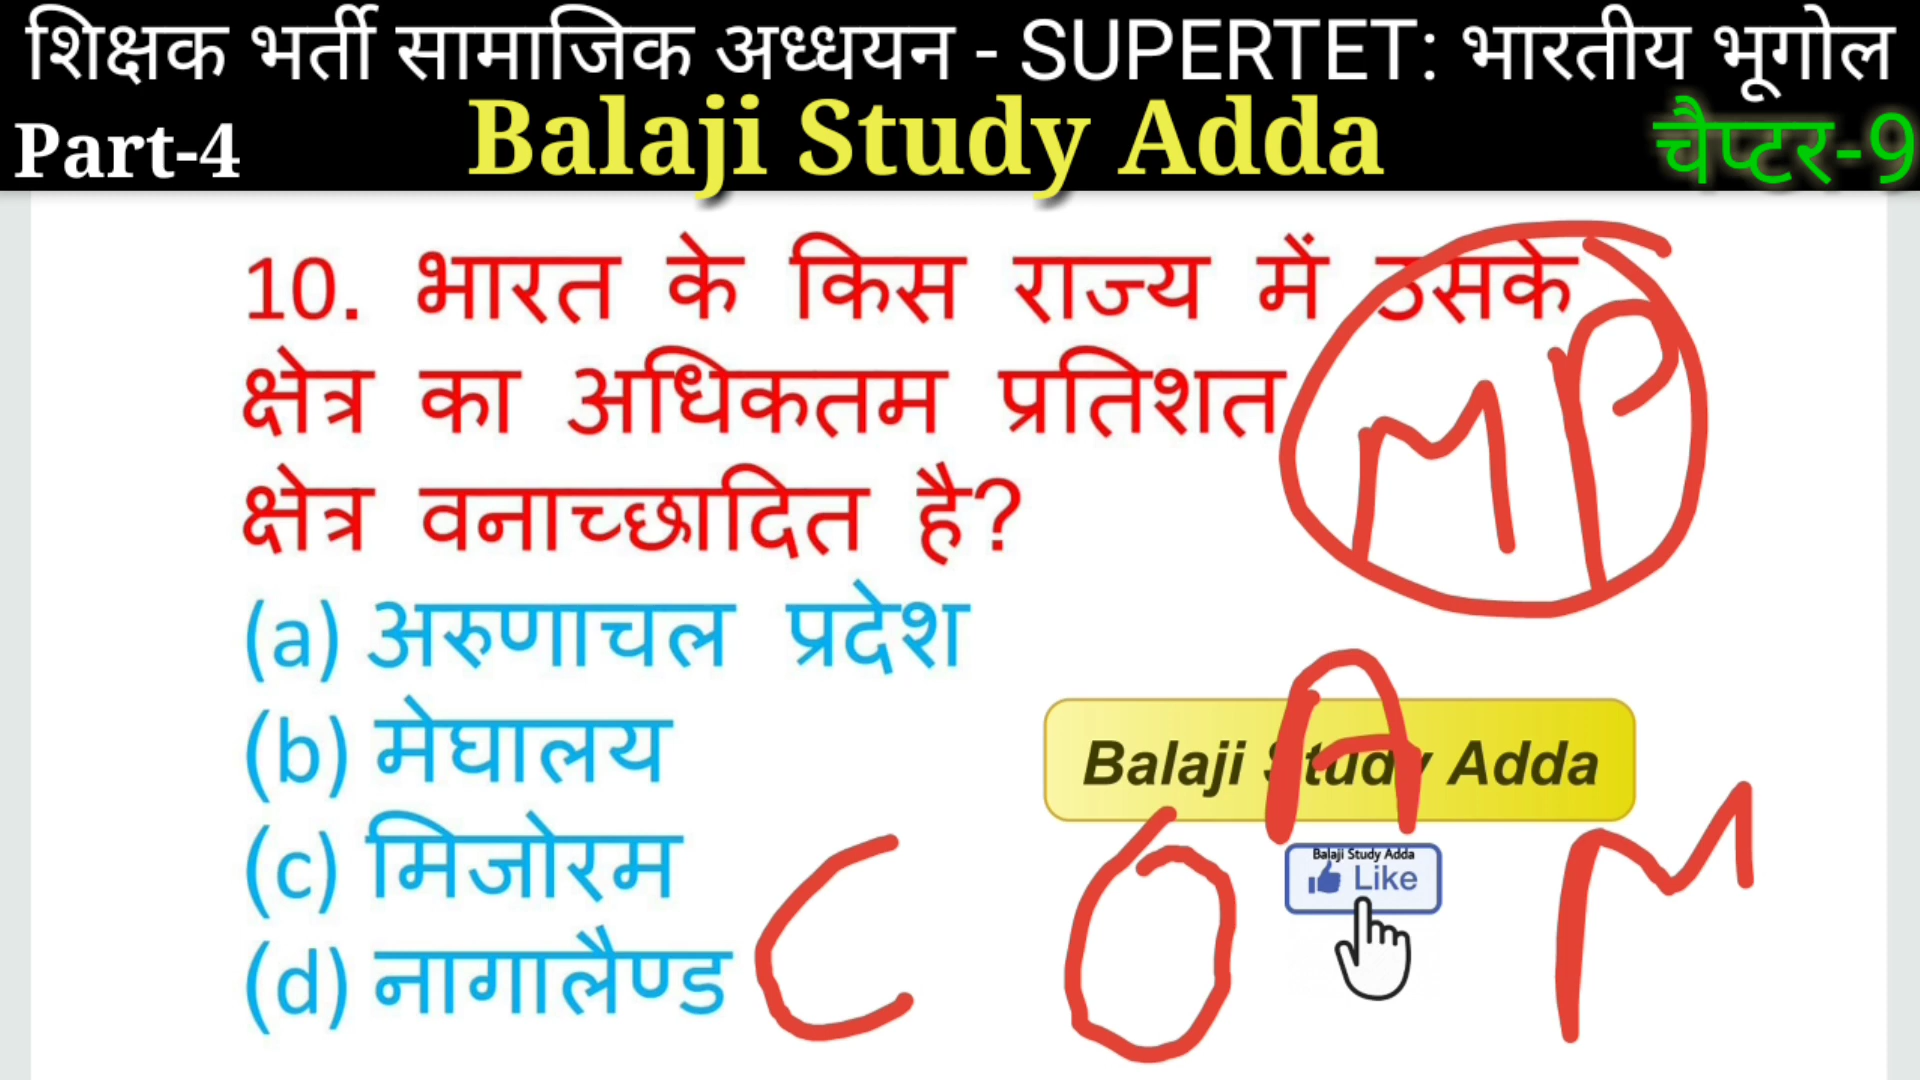 शिक्षक भर्ती सामाजिक अध्धयन - SUPERTET: भारतीय भूगोल
Part-4 Balaji Study Adda चैप्टर-9
10. भारत के किस राज्य में उसके
क्षेत्र का अधिकतम प्रतिशत
क्षेत्र वनाच्छादित है?
MP
(a) अरुणाचल प्रदेश
(b) मेघालय
Balaji Study Adda
A
(c) मिजोरम
Balaji Study Adda
Like
(d) नागालैण्ड
C O M